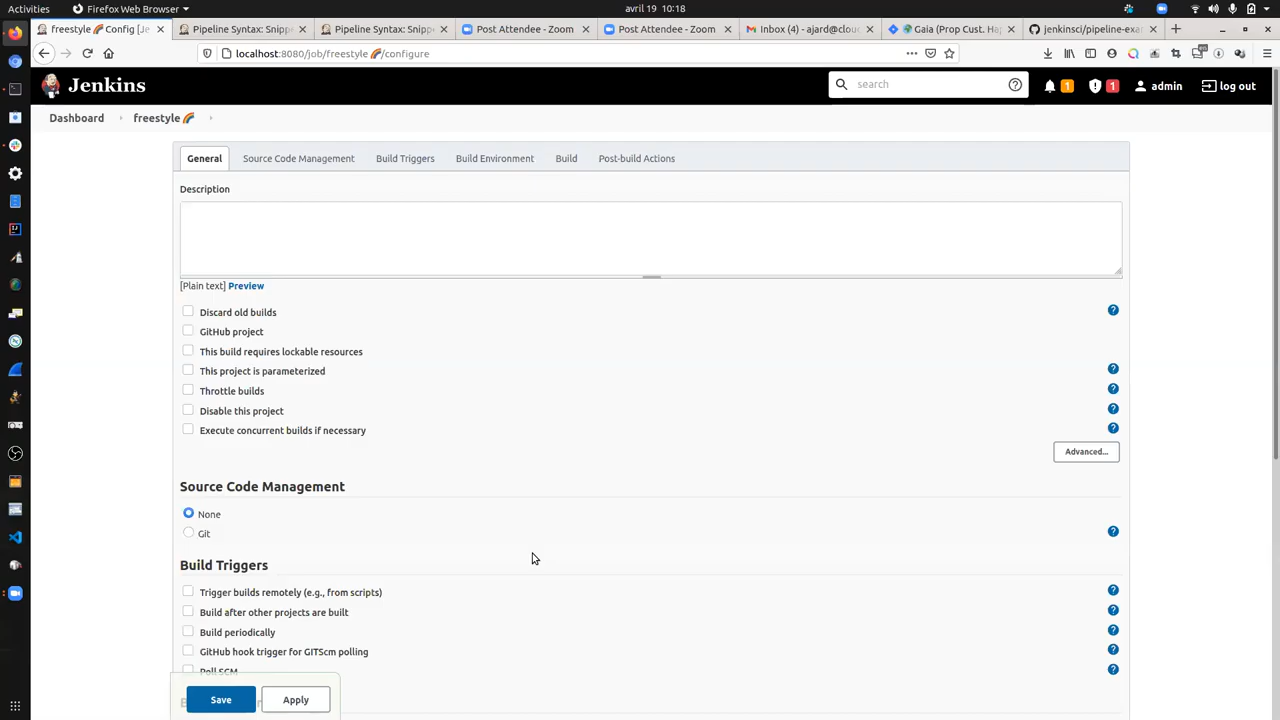 Activities
Firefox Web Browser
avril 19 10:18
freestyle 🌈 Config [Je
Pipeline Syntax: Snippe
Pipeline Syntax: Snippe
Post Attendee - Zoom
Post Attendee - Zoom
Inbox (4) - ajard@clou
Gaia (Prop Cust. Ha
jenkinsci/pipeline-exa
localhost:8080/job/freestyle 🌈/configure
Jenkins
search
1
1
admin
log out
Dashboard
freestyle 🌈
General
Source Code Management
Build Triggers
Build Environment
Build
Post-build Actions
Description
[Plain text] Preview
Discard old builds
GitHub project
This build requires lockable resources
This project is parameterized
Throttle builds
Disable this project
Execute concurrent builds if necessary
Advanced...
Source Code Management
None
Git
Build Triggers
Trigger builds remotely (e.g., from scripts)
Build after other projects are built
Build periodically
GitHub hook trigger for GITScm polling
Poll SCM
Save
Apply